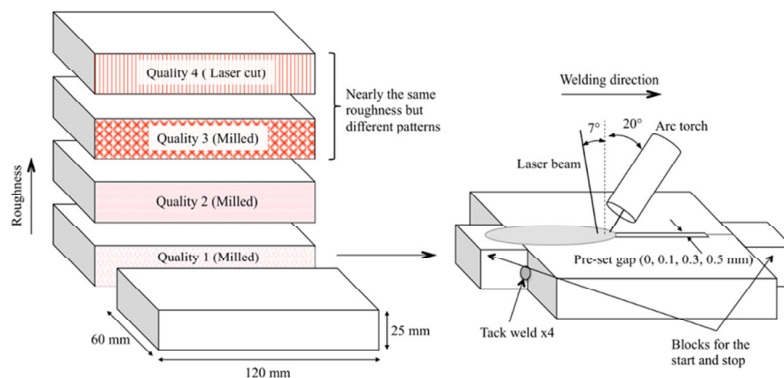 Quality 4 ( Laser cut)
Quality 3 (Milled)
Quality 2 (Milled)
Quality 1 (Milled)
Nearly the same
roughness but
different patterns
Roughness
60 mm
120 mm
25 mm
Welding direction
7°
20°
Arc torch
Laser beam
Pre-set gap (0, 0.1, 0.3, 0.5 mm)
Tack weld x4
Blocks for the
start and stop